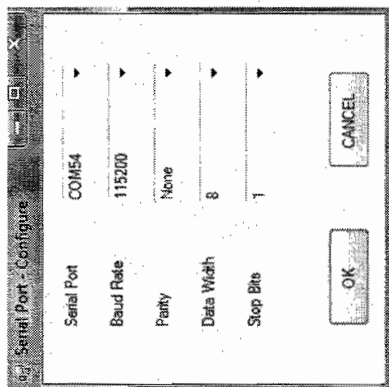 Serial Port - Configure
Serial Port COM54
Baud Rate 115200
Parity None
Data Width 8
Stop Bits 1
OK CANCEL